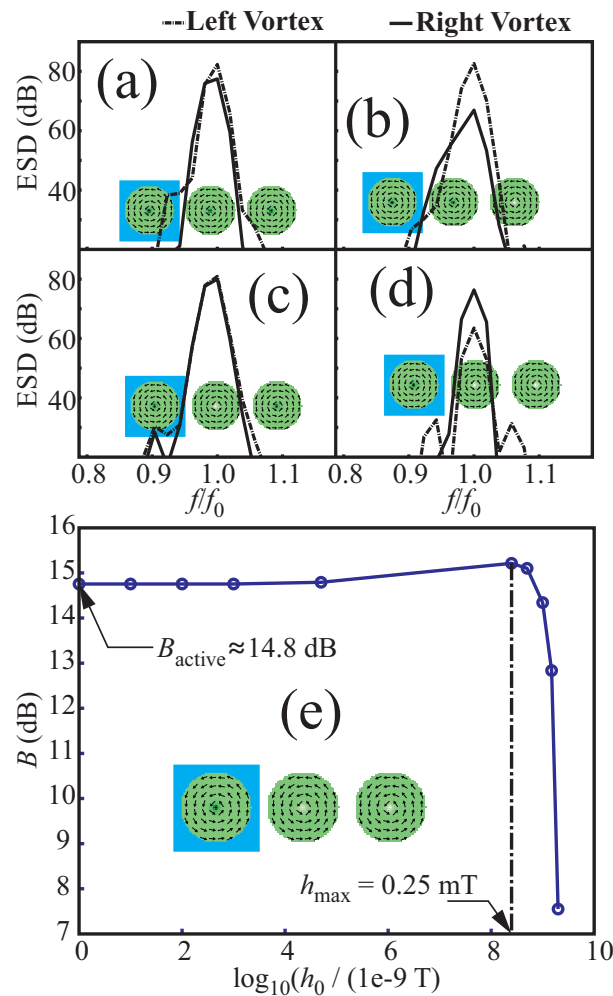 Left Vortex Right Vortex
80 (a) (b)
ESD (dB)
60
40
80 (c) (d)
ESD (dB)
60
40
0.8 0.9 1.0 1.1 0.8 0.9 1.0 1.1
f/f0 f/f0
16
15
14
Bactive ≈14.8 dB
13
12
(e)
B (dB)
11
10
9
hmax = 0.25 mT
8
7
0 2 4 6 8 10
log10(h0 / (1e-9 T)